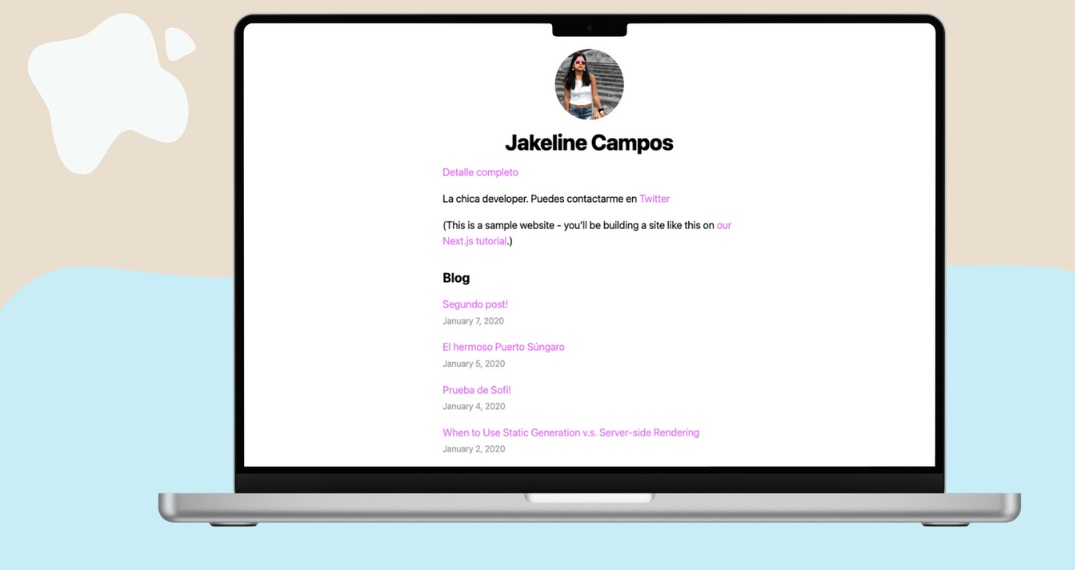 Jakeline Campos
Detalle completo
La chica developer. Puedes contactarme en Twitter
(This is a sample website - you'll be building a site like this on our
Next.js tutorial.)
Blog
Segundo post!
January 7, 2020
El hermoso Puerto Súngaro
January 5, 2020
Prueba de Sofi!
January 4, 2020
When to Use Static Generation v.s. Server-side Rendering
January 2, 2020